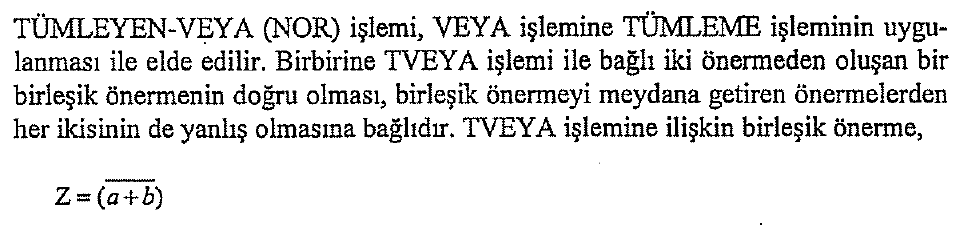 TÜMLEYEN-VEYA (NOR) işlemi, VEYA işlemine TÜMLEME işleminin uygu-
lanması ile elde edilir. Birbirine TVEYA işlemi ile bağlı iki önermeden oluşan bir
birleşik önermenin doğru olması, birleşik önermeyi meydana getiren önermelerden
her ikisinin de yanlış olmasına bağlıdır. TVEYA işlemine ilişkin birleşik önerme,
Z = (a̅+̅b̅)